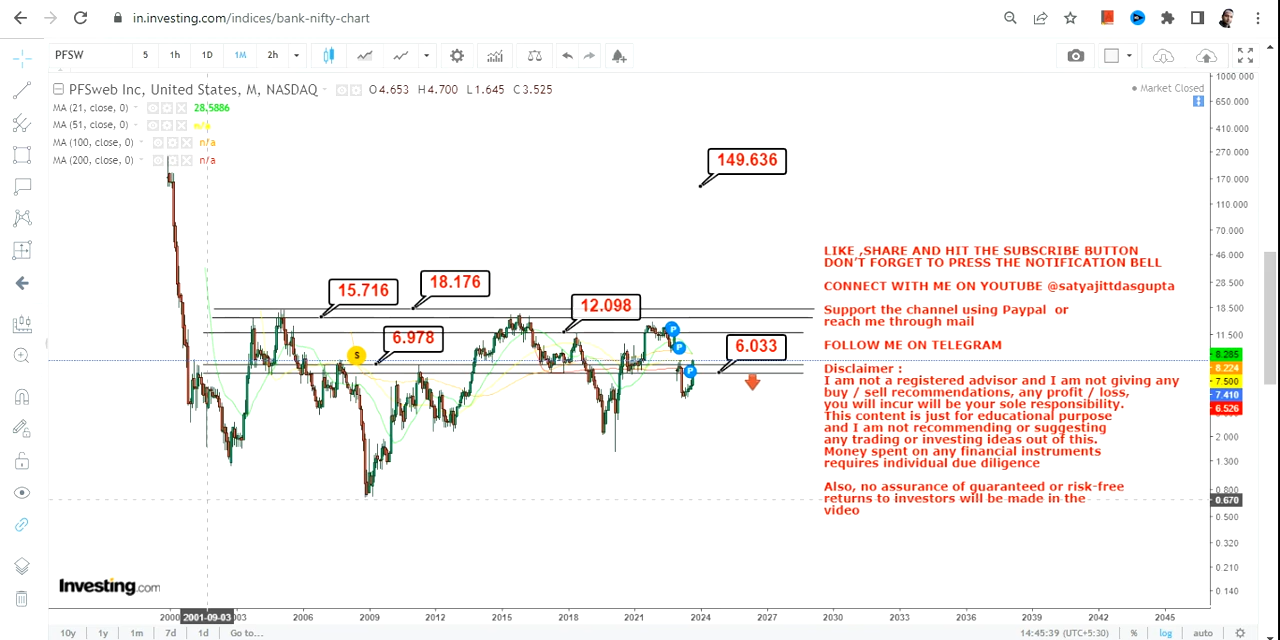 in.investing.com/indices/bank-nifty-chart
PFSW 5 1h 1D 1M 2h
PFSweb Inc, United States, M, NASDAQ O4.653 H4.700 L1.645 C3.525
Market Closed
MA (21, close, 0) 28.5886
MA (51, close, 0) n/a
MA (100, close, 0) n/a
MA (200, close, 0) n/a
149.636
15.716
18.176
12.098
6.978
6.033
S
P
P
P
LIKE ,SHARE AND HIT THE SUBSCRIBE BUTTON
DON'T FORGET TO PRESS THE NOTIFICATION BELL
CONNECT WITH ME ON YOUTUBE @satyajittdasgupta
Support the channel using Paypal or
reach me through mail
FOLLOW ME ON TELEGRAM
Disclaimer :
I am not a registered advisor and I am not giving any
buy / sell recommendations, any profit / loss,
you will incur will be your sole responsibility.
This content is just for educational purpose
and I am not recommending or suggesting
any trading or investing ideas out of this.
Money spent on any financial instruments
requires individual due diligence
Also, no assurance of guaranteed or risk-free
returns to investors will be made in the
video
1000.000
650.000
410.000
270.000
170.000
110.000
70.000
46.000
28.500
18.500
11.500
8.285
8.224
7.500
7.410
6.526
2.000
1.300
0.800
0.670
0.500
0.320
0.210
0.140
Investing.com
2000 2001-09-03 003 2006 2009 2012 2015 2018 2021 2024 2027 2030 2033 2036 2039 2042 2045
10y 1y 1m 7d 1d Go to... 14:45:39 (UTC+5:30) % log auto